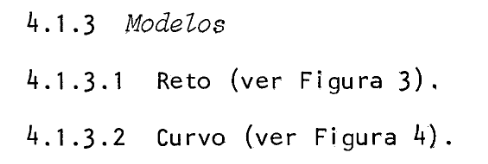 4.1.3 Modelos
4.1.3.1 Reto (ver Figura 3).
4.1.3.2 Curvo (ver Figura 4).